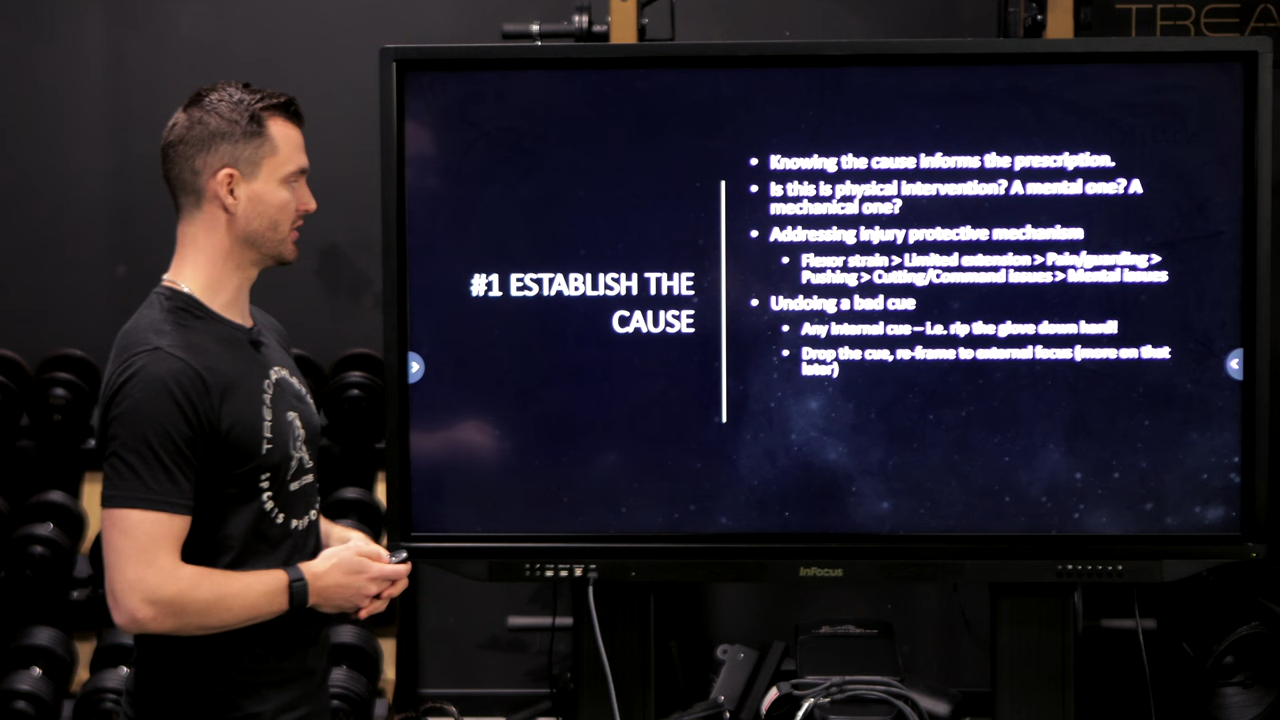 TREA
#1 ESTABLISH THE
CAUSE
• Knowing the cause informs the prescription.
• Is this is physical intervention? A mental one? A
mechanical one?
• Addressing injury protective mechanism
• Flexor strain > Limited extension > Pain/guarding >
Pushing > Cutting/Command issues > Mental issues
• Undoing a bad cue
• Any internal cue – i.e. rip the glove down hard!
• Drop the cue, re-frame to external focus (more on that
later)
InFocus
TREAD